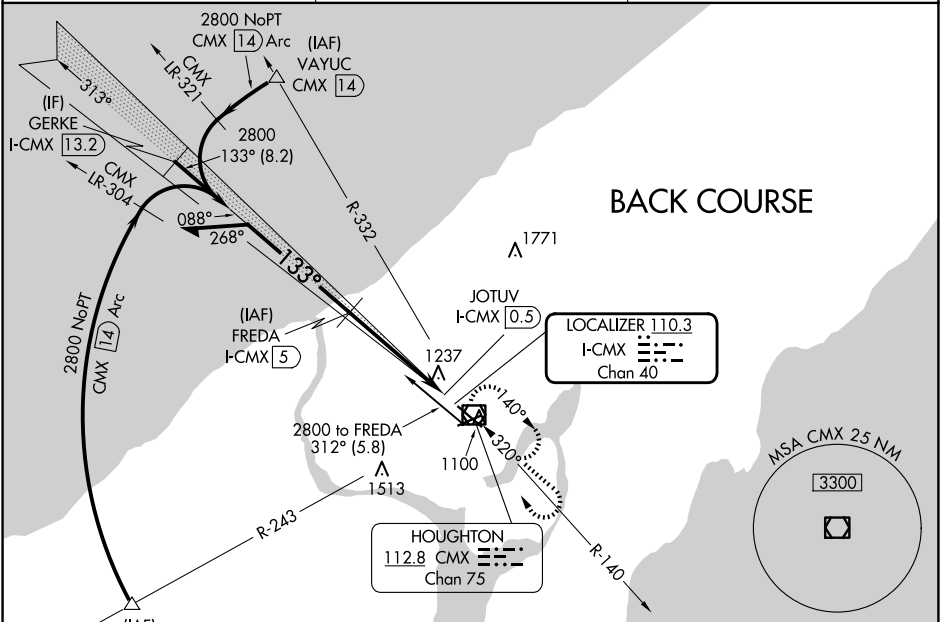 2800 NoPT
CMX 14 Arc
(IAF)
VAYUC
CMX 14
CMX
LR-321
313°
(IF)
GERKE
I-CMX 13.2
2800
133° (8.2)
CMX
LR-304
088°
268°
R-332
BACK COURSE
1771
133°
2800 NoPT
CMX 14 Arc
(IAF)
FREDA
I-CMX 5
JOTUV
I-CMX 0.5
LOCALIZER 110.3
I-CMX
Chan 40
1237
2800 to FREDA
312° (5.8)
140°
320°
1100
1513
MSA CMX 25 NM
3300
R-243
HOUGHTON
112.8 CMX
Chan 75
R-140
(IAF)